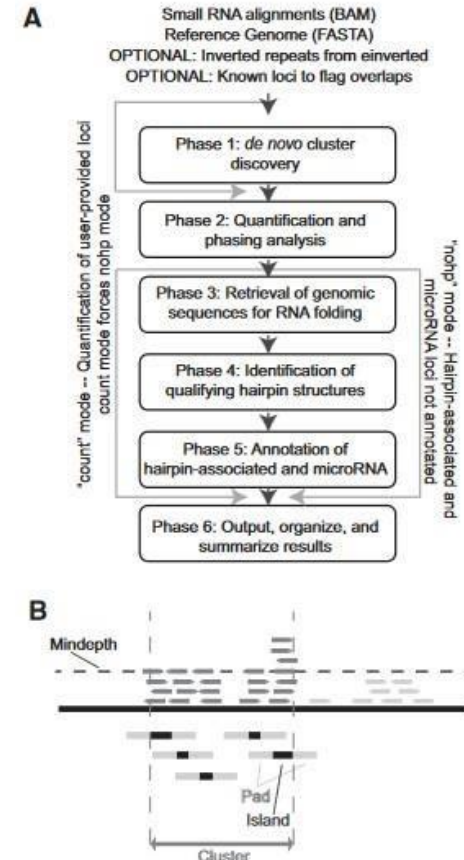 A
Small RNA alignments (BAM)
Reference Genome (FASTA)
OPTIONAL: Inverted repeats from einverted
OPTIONAL: Known loci to flag overlaps
Phase 1: de novo cluster
discovery
Phase 2: Quantification and
phasing analysis
Phase 3: Retrieval of genomic
sequences for RNA folding
Phase 4: Identification of
qualifying hairpin structures
Phase 5: Annotation of
hairpin-associated and microRNA
Phase 6: Output, organize, and
summarize results
"count" mode -- Quantification of user-provided loci
count mode forces nohp mode
"nohp" mode -- Hairpin-associated and
microRNA loci not annotated
B
Mindepth
Pad
Island
Cluster